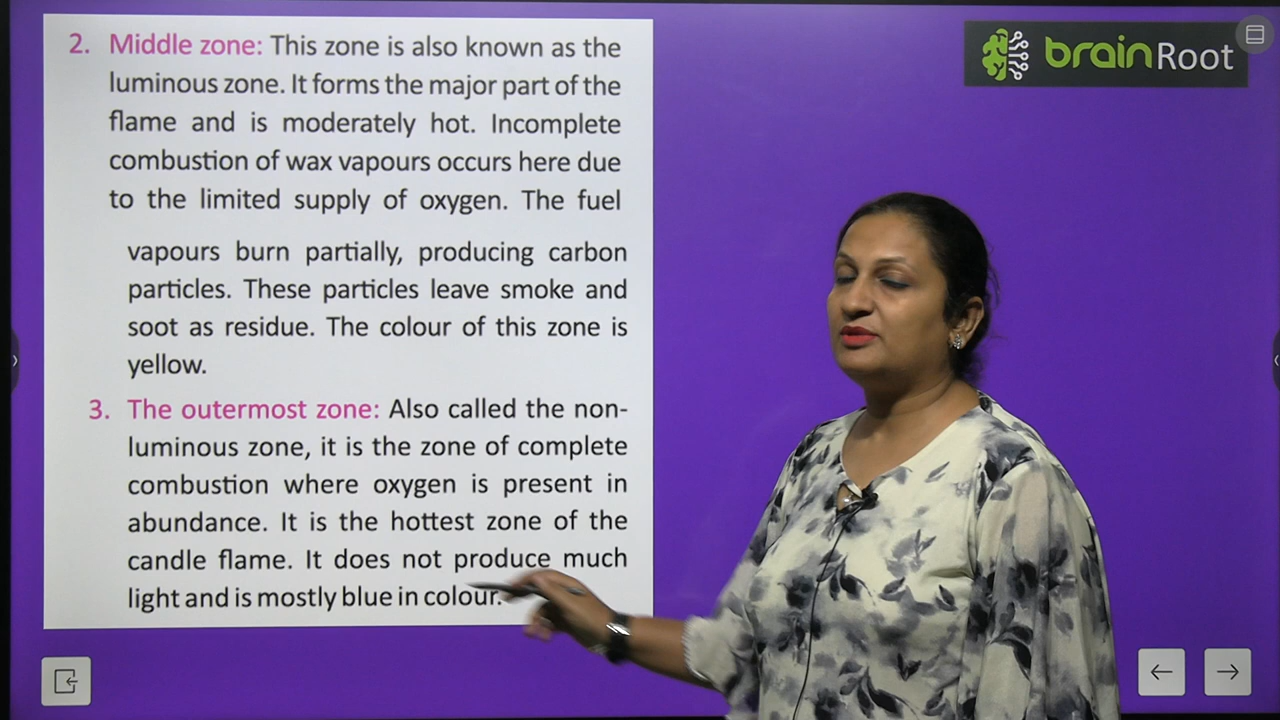 2. Middle zone: This zone is also known as the
luminous zone. It forms the major part of the
flame and is moderately hot. Incomplete
combustion of wax vapours occurs here due
to the limited supply of oxygen. The fuel
vapours burn partially, producing carbon
particles. These particles leave smoke and
soot as residue. The colour of this zone is
yellow.
3. The outermost zone: Also called the non-
luminous zone, it is the zone of complete
combustion where oxygen is present in
abundance. It is the hottest zone of the
candle flame. It does not produce much
light and is mostly blue in colour.
brainRoot